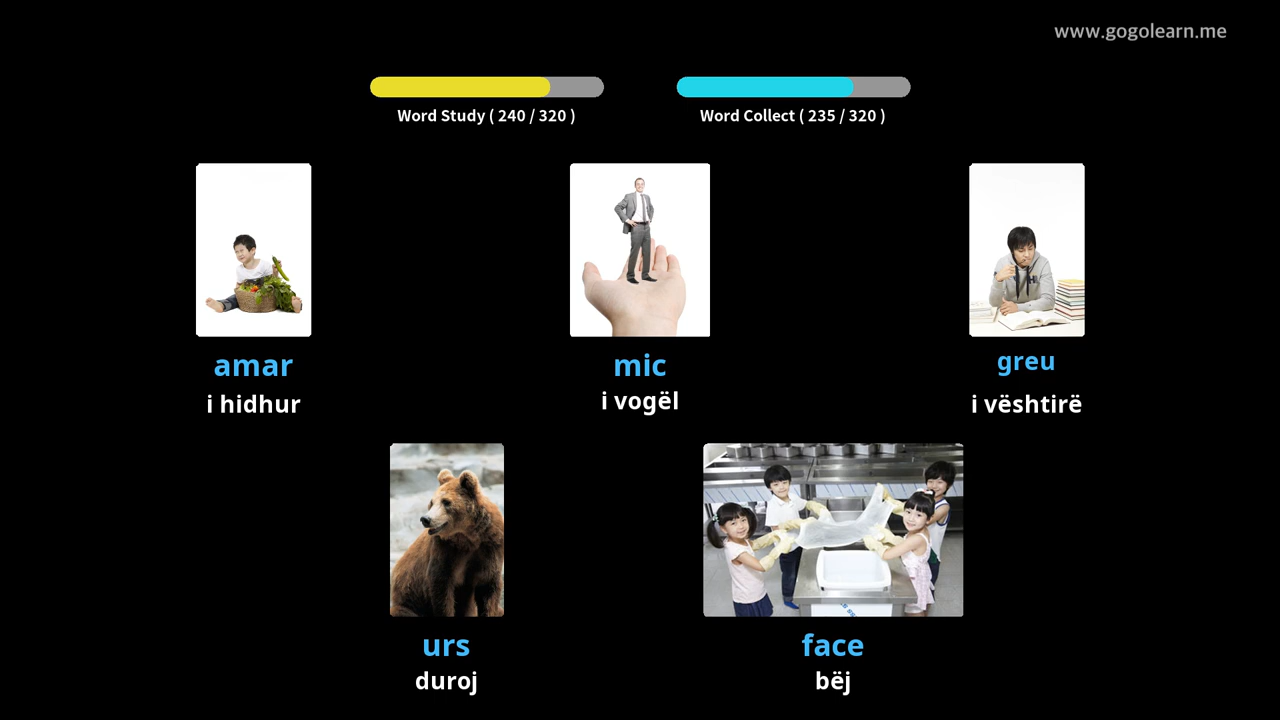 www.gogolearn.me
Word Study ( 240 / 320 )
Word Collect ( 235 / 320 )
amar
i hidhur
mic
i vogël
greu
i vështirë
urs
duroj
face
bëj